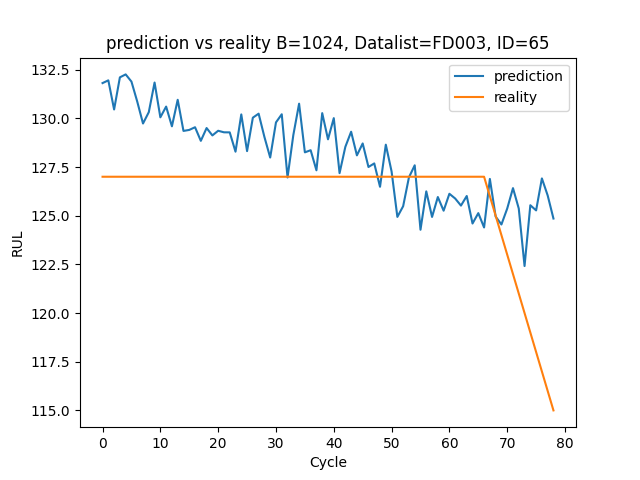 prediction vs reality B=1024, Datalist=FD003, ID=65
prediction
reality
RUL
132.5
130.0
127.5
125.0
122.5
120.0
117.5
115.0
0 10 20 30 40 50 60 70 80
Cycle